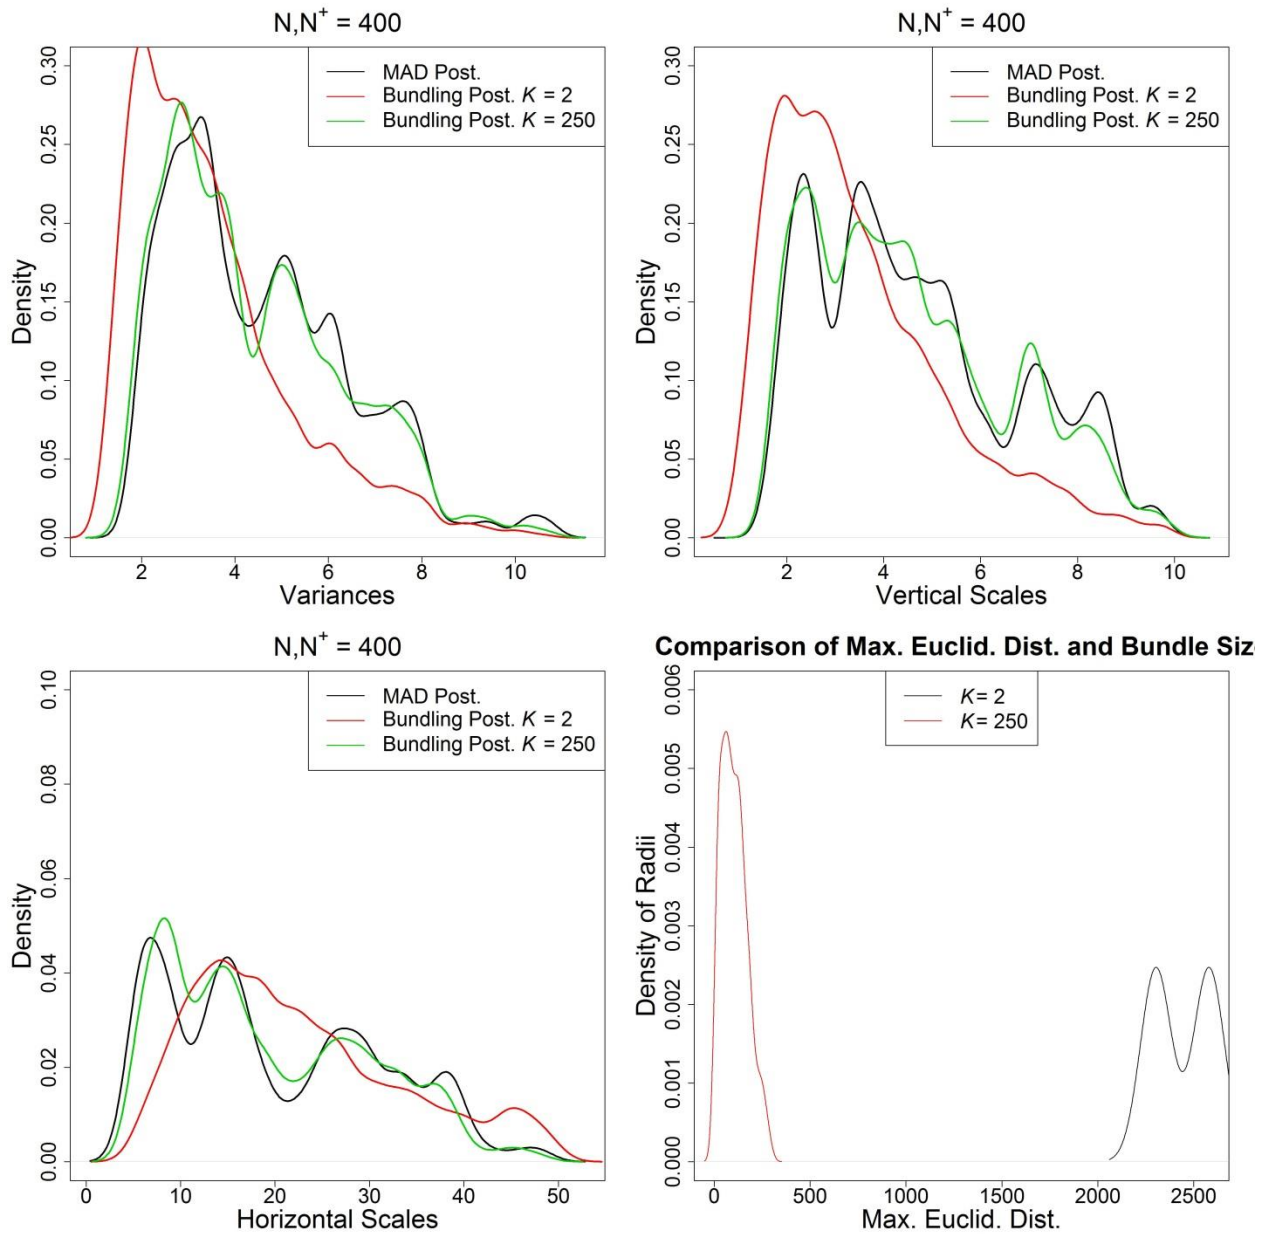 N,N⁺ = 400
MAD Post.
Bundling Post. K = 2
Bundling Post. K = 250
Density
0.00 0.05 0.10 0.15 0.20 0.25 0.30
2 4 6 8 10
Variances
N,N⁺ = 400
MAD Post.
Bundling Post. K = 2
Bundling Post. K = 250
Density
0.00 0.05 0.10 0.15 0.20 0.25 0.30
2 4 6 8 10
Vertical Scales
N,N⁺ = 400
MAD Post.
Bundling Post. K = 2
Bundling Post. K = 250
Density
0.00 0.02 0.04 0.06 0.08 0.10
0 10 20 30 40 50
Horizontal Scales
Comparison of Max. Euclid. Dist. and Bundle Siz
K= 2
K= 250
Density of Radii
0.000 0.001 0.002 0.003 0.004 0.005 0.006
0 500 1000 1500 2000 2500
Max. Euclid. Dist.